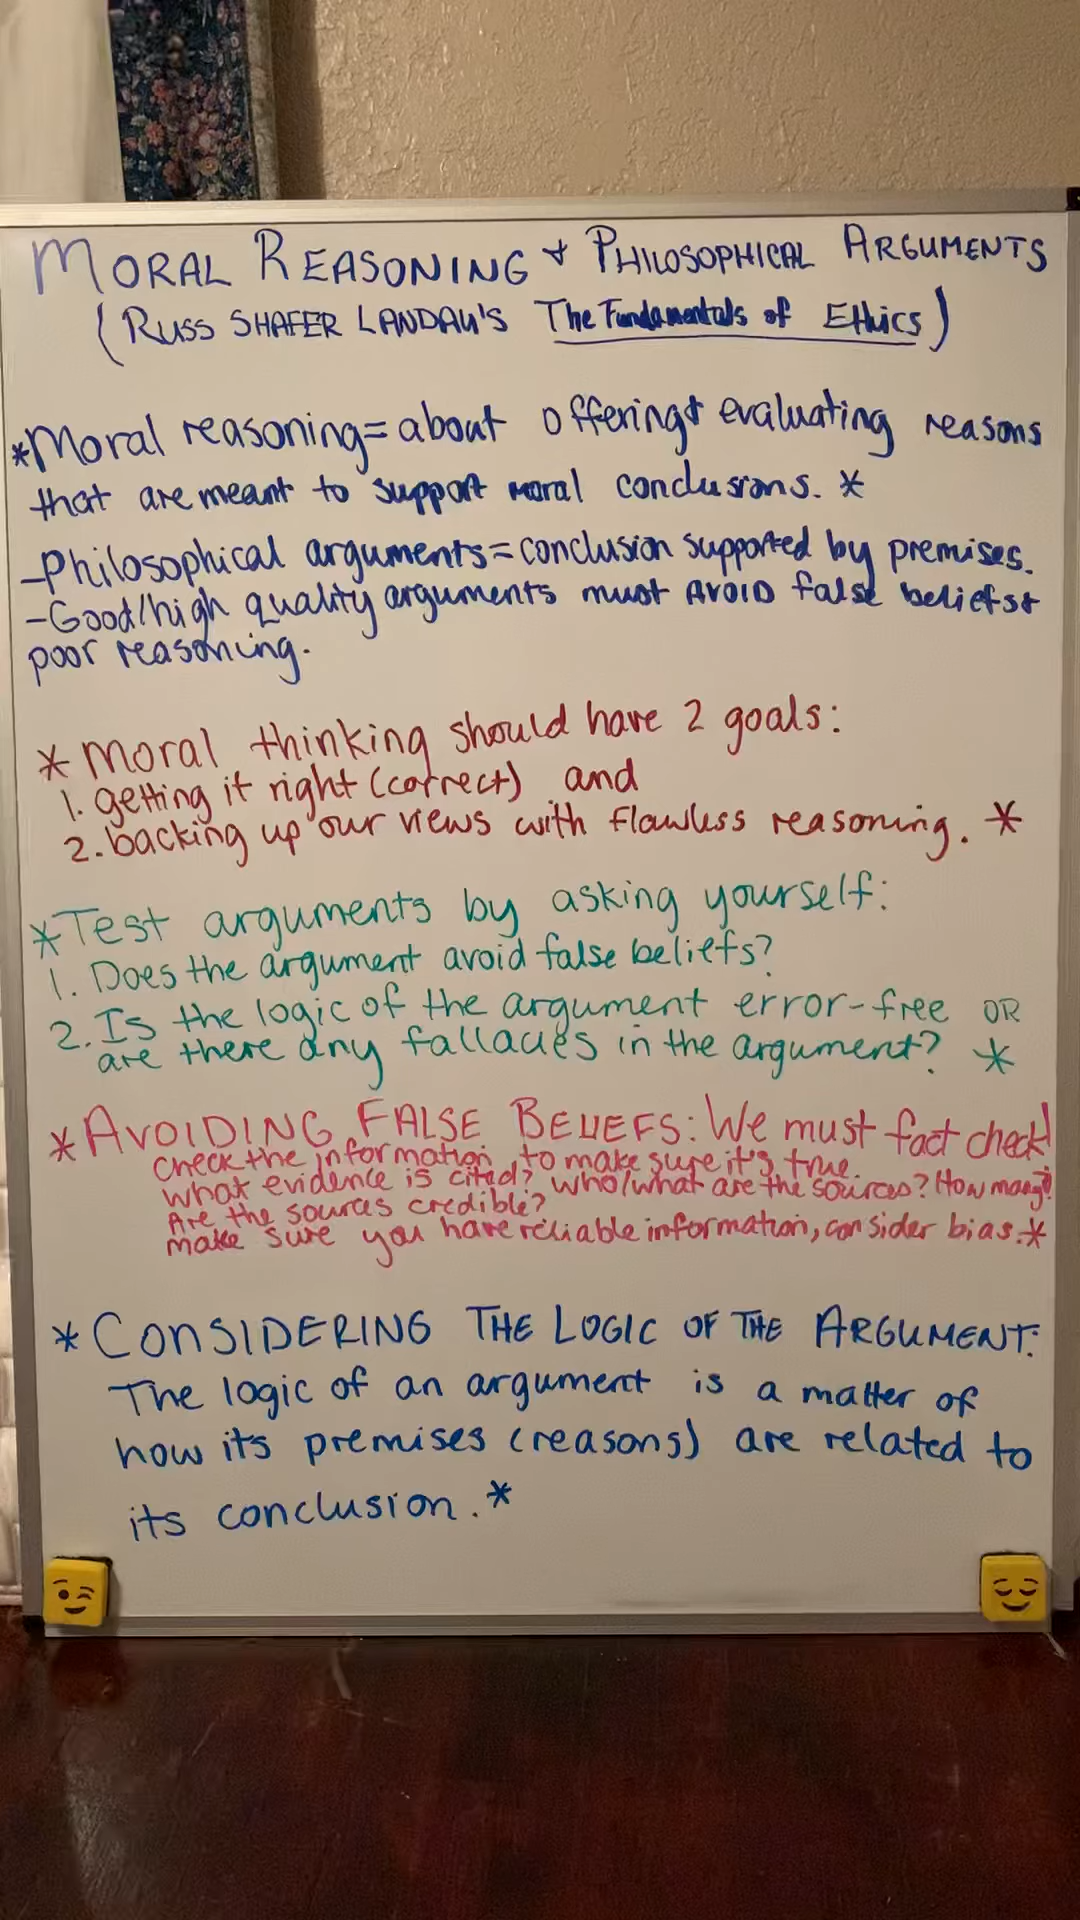 MORAL REASONING + PHILOSOPHICAL ARGUMENTS
(RUSS SHAFER LANDAU'S The Fundamentals of Ethics)
*Moral reasoning= about offering+ evaluating reasons
that are meant to support moral conclusions. *
-Philosophical arguments= conclusion supported by premises.
-Good/high quality arguments must AVOID false beliefs+
poor reasoning.
* Moral thinking should have 2 goals:
1. getting it right (correct) and
2. backing up our views with flawless reasoning. *
*Test arguments by asking yourself:
1. Does the argument avoid false beliefs?
2. Is the logic of the argument error-free OR
are there any fallacies in the argument? *
*AVOIDING FALSE BELIEFS: We must fact check!
check the information to make sure it's true.
what evidence is cited? who/what are the sources? How many?
Are the sources credible?
make sure you have reliable information, consider bias.*
* CONSIDERING THE LOGIC OF THE ARGUMENT:
The logic of an argument is a matter of
how its premises (reasons) are related to
its conclusion. *